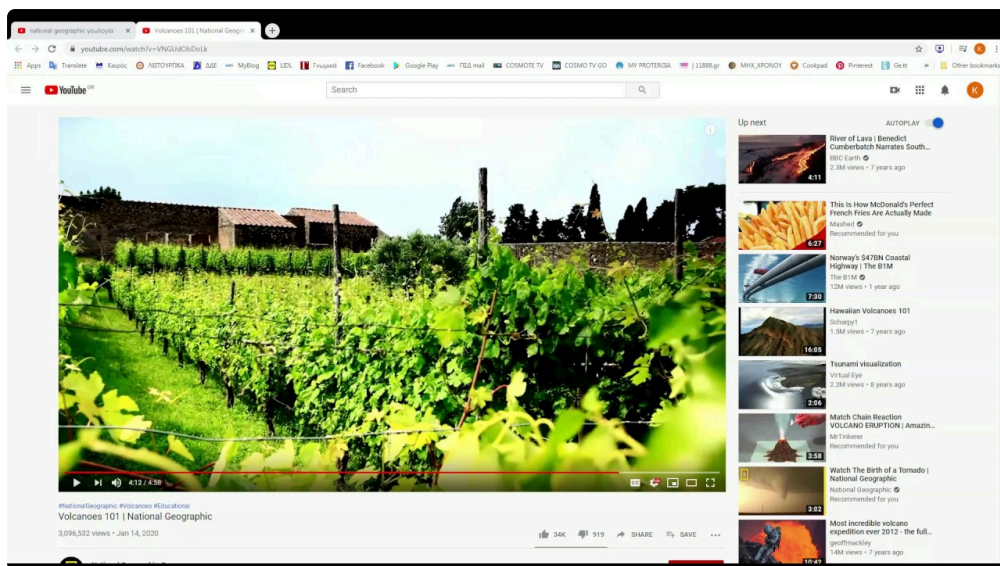 national geographic γεωλογία
Volcanoes 101 | National Geogr
youtube.com/watch?v=VNGUdObDoLk
Apps Translate Καιρός ΛΕΙΤΟΥΡΓΙΚΑ ΔΔΕ MyBlog LIDL Γνωμικά Facebook Google Play ΠΣΔ mail COSMOTE TV COSMO TV GO MY PROTERGIA 11888.gr ΜΗΧ_ΧΡΟΝΟΥ Cookpad Pinterest Ge.tt » Other bookmarks
YouTube GR
Search
Up next AUTOPLAY
River of Lava | Benedict
Cumberbatch Narrates South...
BBC Earth
2.3M views • 7 years ago
4:11
This Is How McDonald's Perfect
French Fries Are Actually Made
Mashed
Recommended for you
6:27
Norway's $47BN Coastal
Highway | The B1M
The B1M
12M views • 1 year ago
7:30
Hawaiian Volcanoes 101
Scharpy1
1.5M views • 7 years ago
16:05
Tsunami visualization
Virtual Eye
2.2M views • 8 years ago
2:06
Match Chain Reaction
VOLCANO ERUPTION | Amazin...
MrTinkerer
Recommended for you
3:58
Watch The Birth of a Tornado |
National Geographic
National Geographic
Recommended for you
3:02
Most incredible volcano
expedition ever 2012 - the full...
geoffmackley
14M views • 7 years ago
10:42
4:12 / 4:58
#NationalGeographic #Volcanoes #Educational
Volcanoes 101 | National Geographic
3,096,532 views • Jan 14, 2020
34K 919 SHARE SAVE